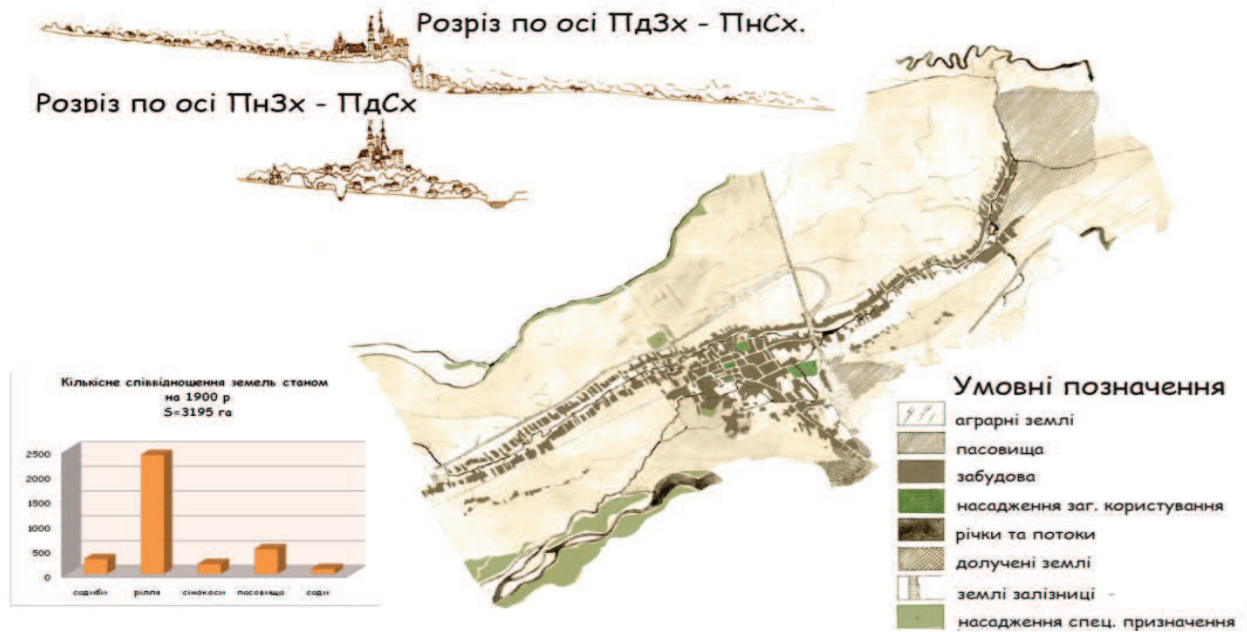 Розріз по осі ПдЗх - ПнСх.
Розріз по осі ПнЗх - ПдСх
Кількісне співвідношення земель станом
на 1900 р
S=3195 га
2500
2000
1500
1000
500
0
садиби рілля сінокоси пасовища сади
Умовні позначення
аграрні землі
пасовища
забудова
насадження заг. користування
річки та потоки
долучені землі
землі залізниці
насадження спец. призначення